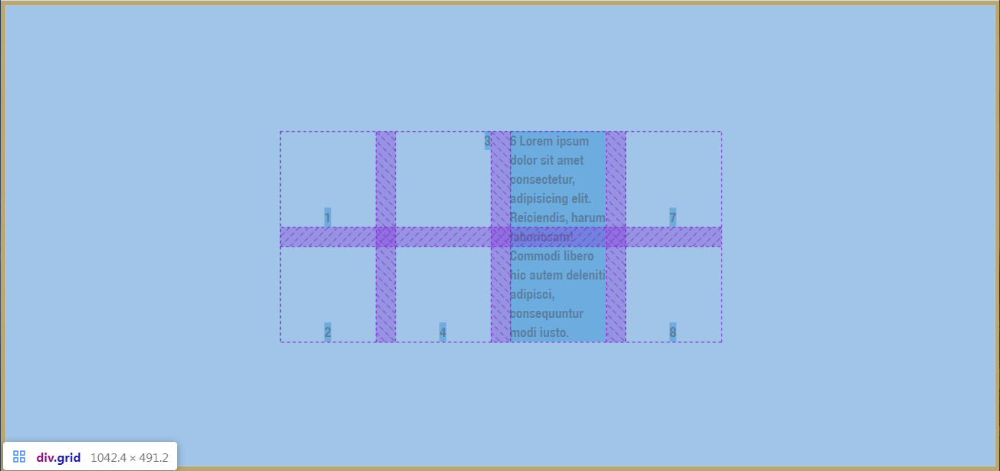 3
6 Lorem ipsum
dolor sit amet
consectetur,
adipisicing elit.
Reiciendis, harum
laboriosam!
Commodi libero
hic autem deleniti
adipisci,
consequuntur
modi iusto.
1
7
2
4
8
div.grid 1042.4 × 491.2